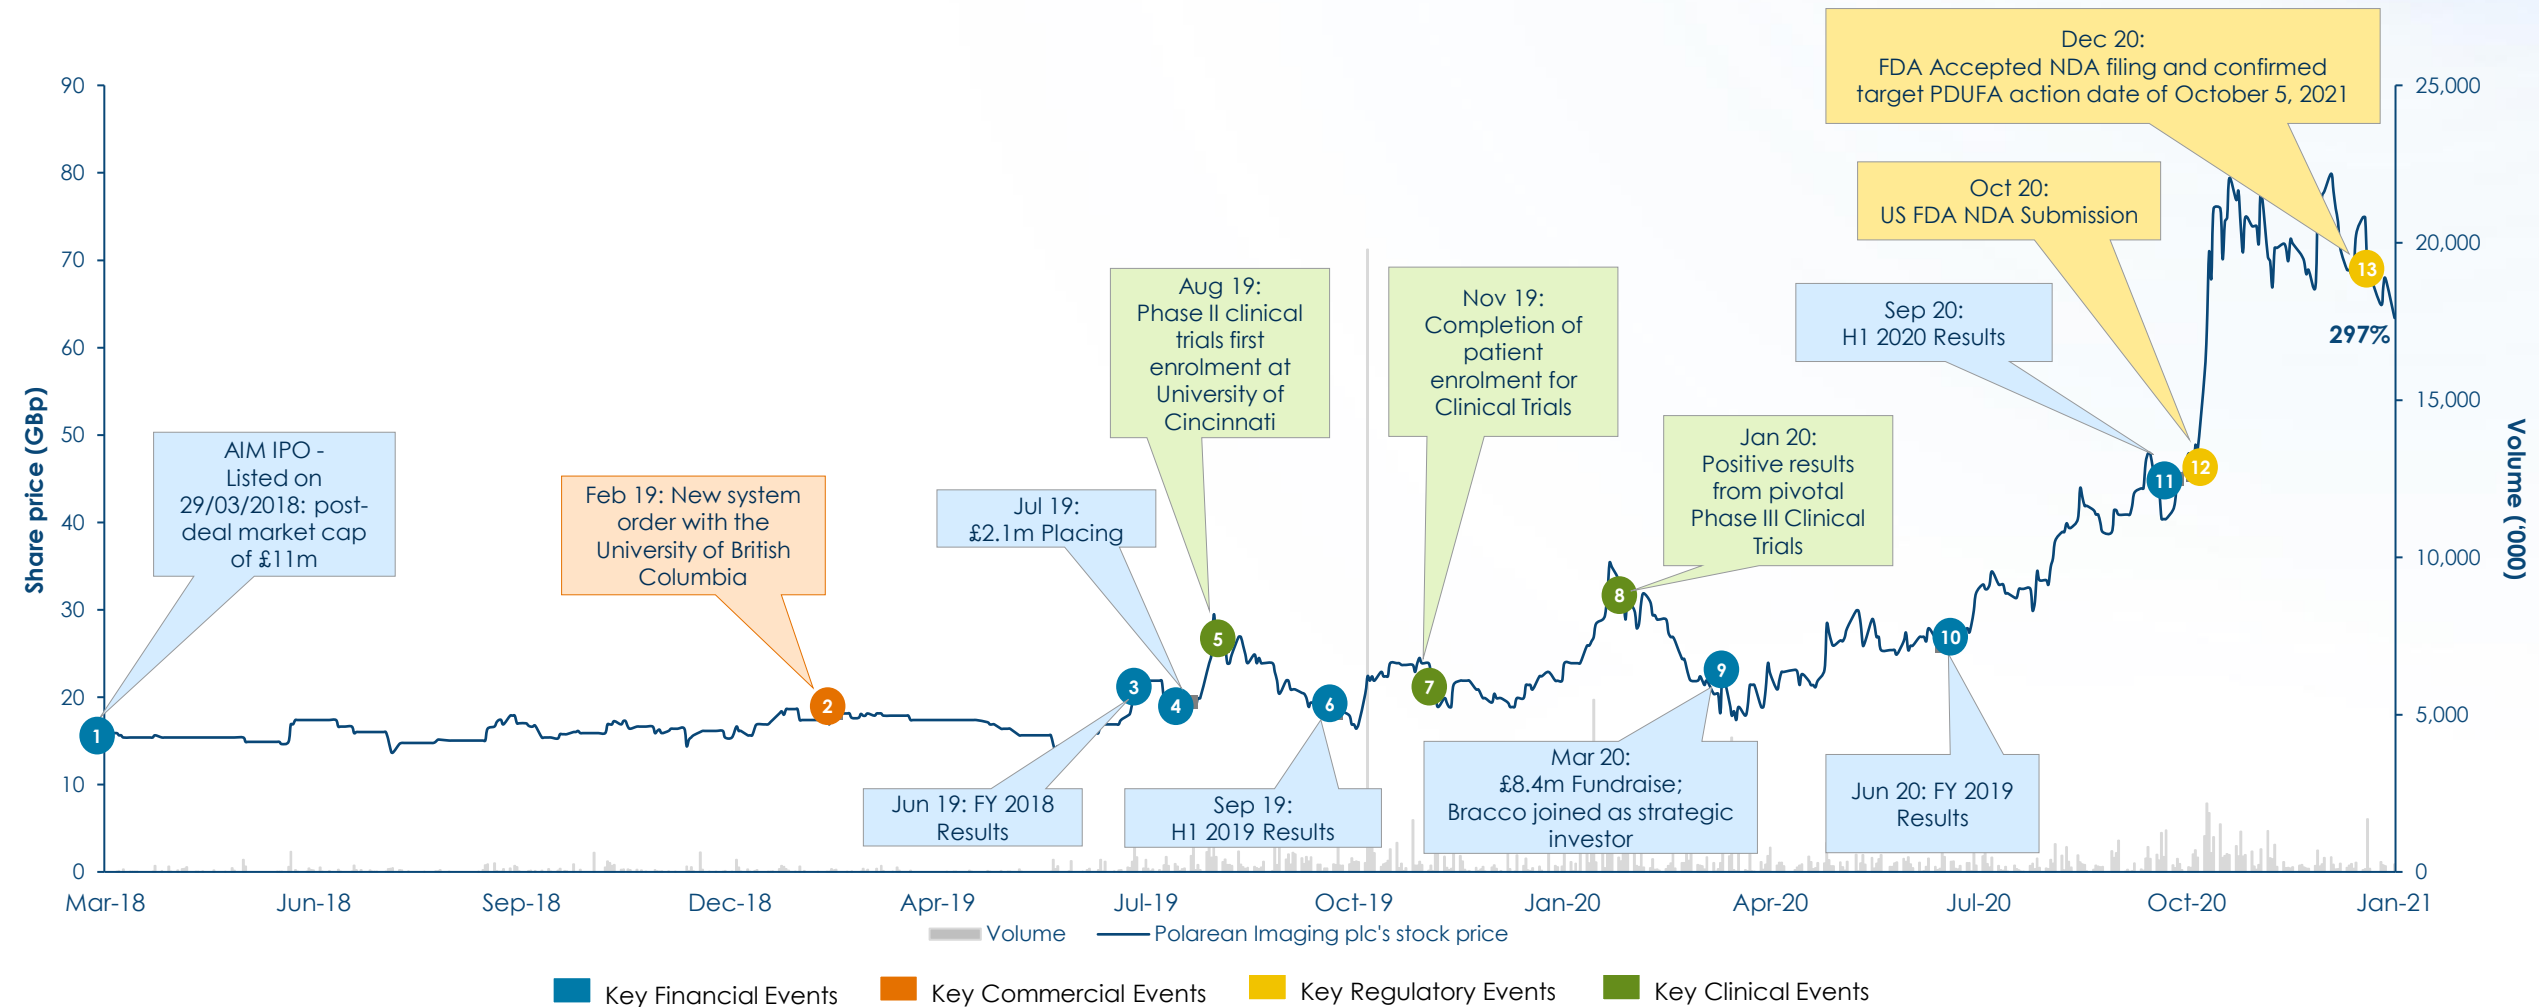 Dec 20:
FDA Accepted NDA filing and confirmed
target PDUFA action date of October 5, 2021
Oct 20:
US FDA NDA Submission
Sep 20:
H1 2020 Results
Aug 19:
Phase II clinical
trials first
enrolment at
University of
Cincinnati
Nov 19:
Completion of
patient
enrolment for
Clinical Trials
Jan 20:
Positive results
from pivotal
Phase III Clinical
Trials
AIM IPO -
Listed on
29/03/2018: post-
deal market cap
of £11m
Feb 19: New system
order with the
University of British
Columbia
Jul 19:
£2.1m Placing
Jun 19: FY 2018
Results
Sep 19:
H1 2019 Results
Mar 20:
£8.4m Fundraise;
Bracco joined as strategic
investor
Jun 20: FY 2019
Results
297%
1
2
3
4
5
6
7
8
9
10
11
12
13
Share price (GBp)
90
80
70
60
50
40
30
20
10
0
Volume ('000)
25,000
20,000
15,000
10,000
5,000
0
Mar-18 Jun-18 Sep-18 Dec-18 Apr-19 Jul-19 Oct-19 Jan-20 Apr-20 Jul-20 Oct-20 Jan-21
Volume Polarean Imaging plc's stock price
Key Financial Events Key Commercial Events Key Regulatory Events Key Clinical Events